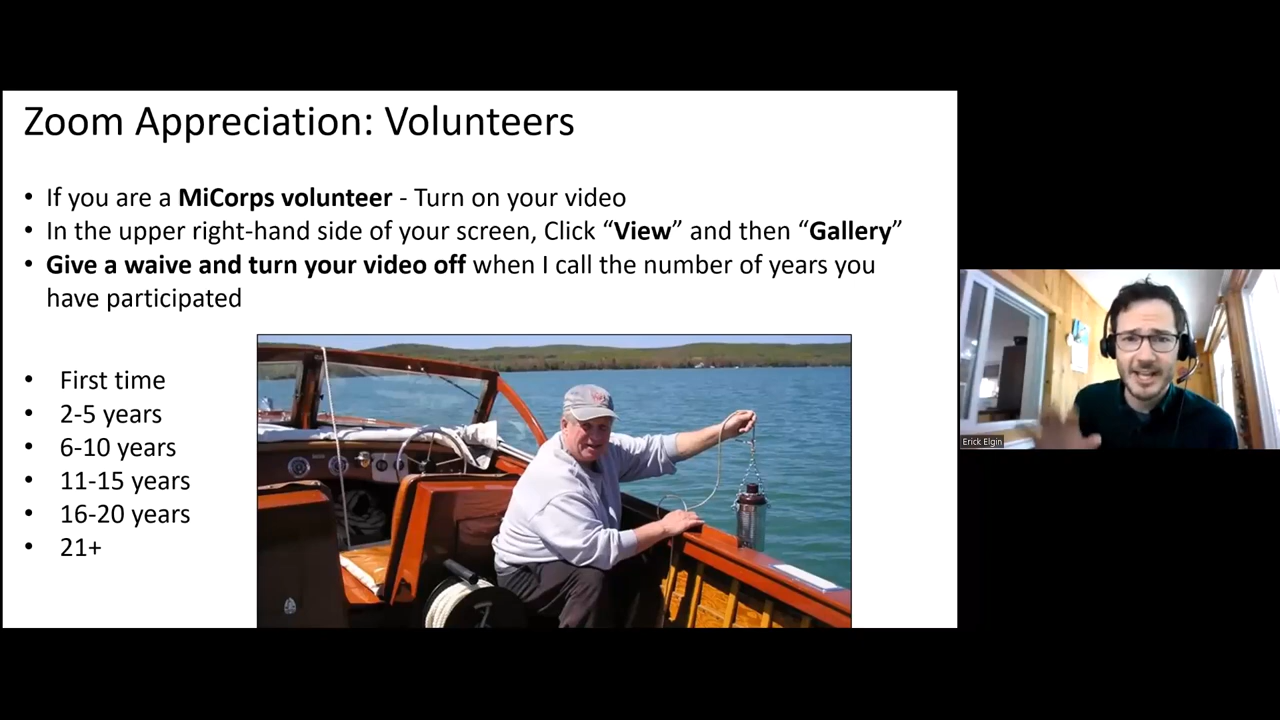 Zoom Appreciation: Volunteers
• If you are a MiCorps volunteer - Turn on your video
• In the upper right-hand side of your screen, Click “View” and then “Gallery”
• Give a waive and turn your video off when I call the number of years you
have participated
• First time
• 2-5 years
• 6-10 years
• 11-15 years
• 16-20 years
• 21+
Erick Elgin